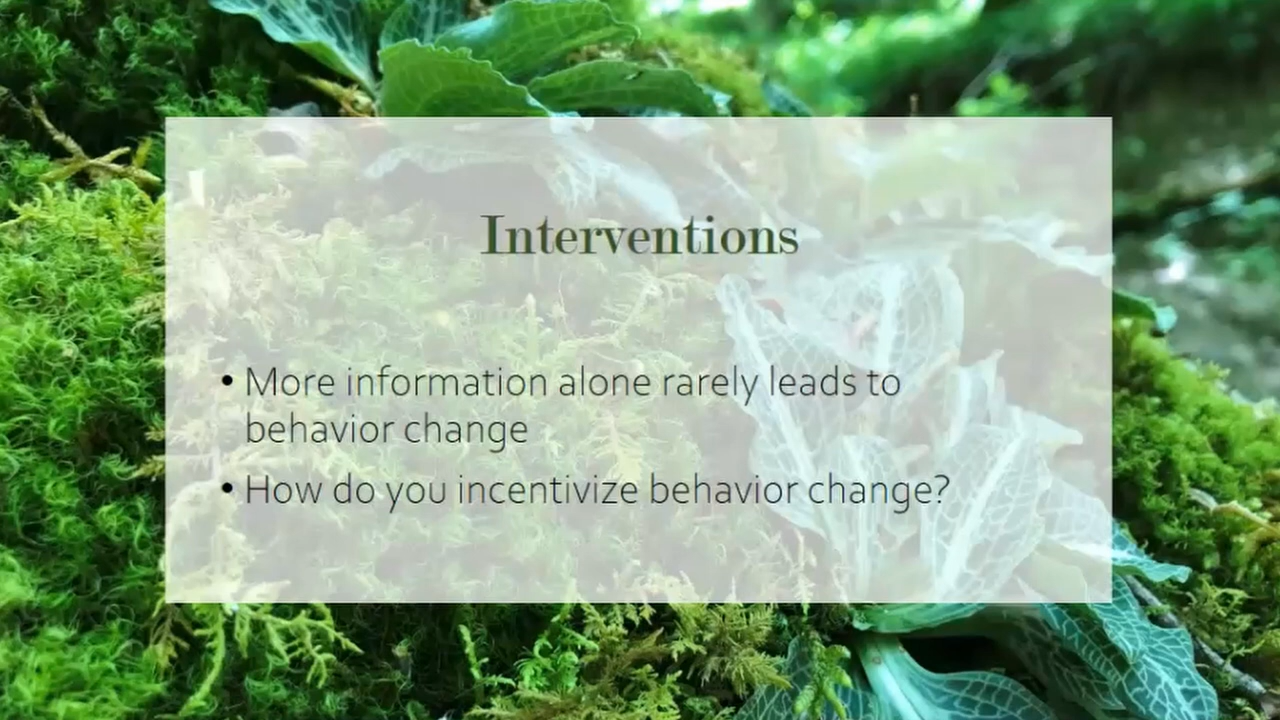 Interventions
• More information alone rarely leads to
behavior change
• How do you incentivize behavior change?